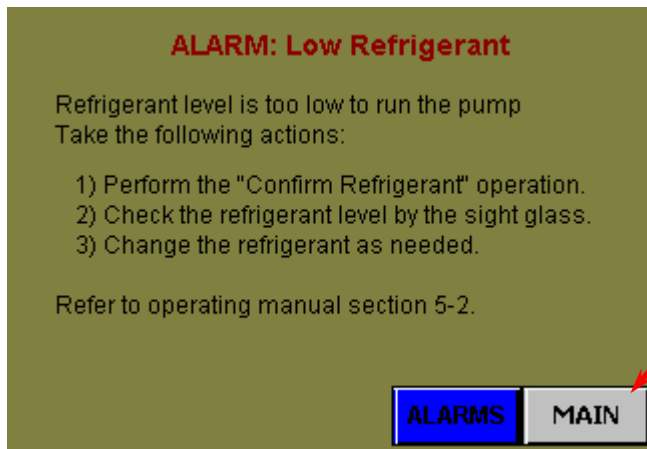 ALARM: Low Refrigerant
Refrigerant level is too low to run the pump
Take the following actions:
1) Perform the "Confirm Refrigerant" operation.
2) Check the refrigerant level by the sight glass.
3) Change the refrigerant as needed.
Refer to operating manual section 5-2.
ALARMS MAIN